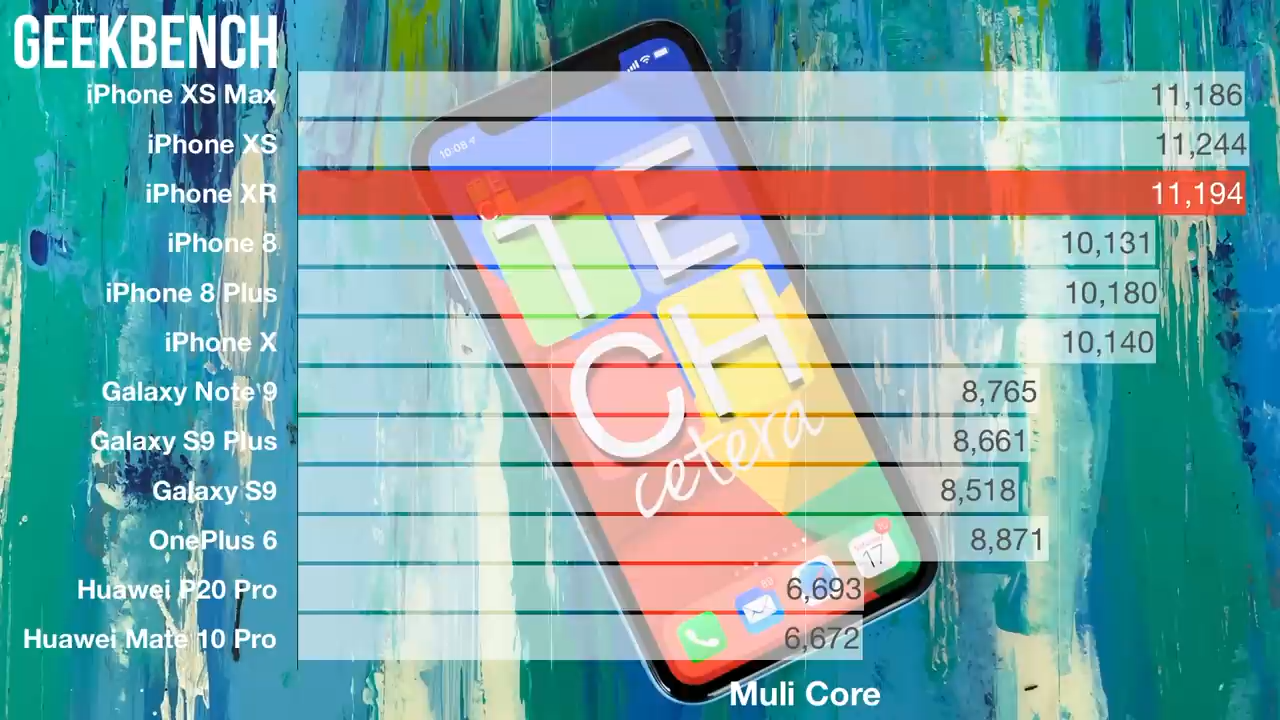 GEEKBENCH
iPhone XS Max 11,186
iPhone XS 11,244
iPhone XR 11,194
iPhone 8 10,131
iPhone 8 Plus 10,180
iPhone X 10,140
Galaxy Note 9 8,765
Galaxy S9 Plus 8,661
Galaxy S9 8,518
OnePlus 6 8,871
Huawei P20 Pro 6,693
Huawei Mate 10 Pro 6,672
Muli Core
10:08
TE
CH
cetera
17